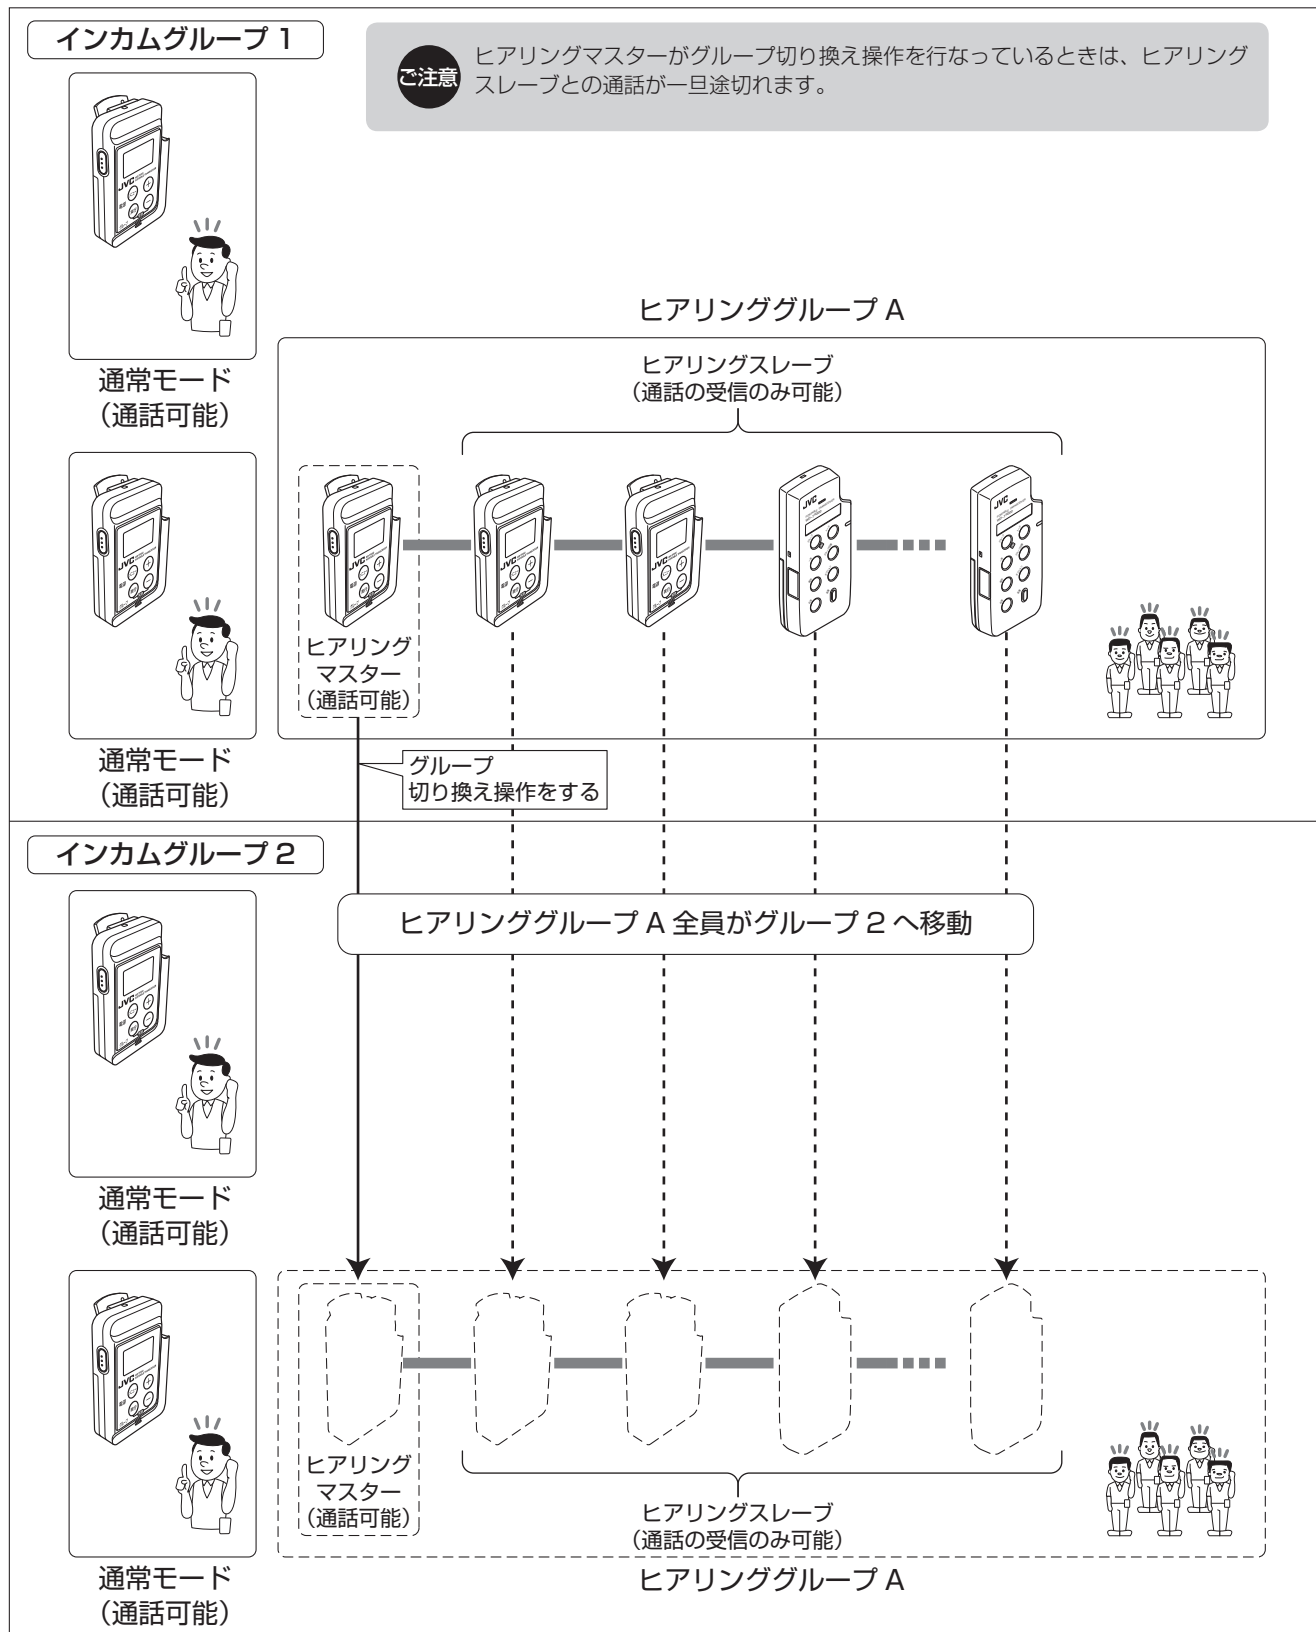 インカムグループ 1
ご注意
ヒアリングマスターがグループ切り換え操作を行なっているときは、ヒアリング
スレーブとの通話が一旦途切れます。
JVC
通常モード
（通話可能）
ヒアリンググループ A
ヒアリングスレーブ
（通話の受信のみ可能）
JVC
JVC
JVC
JVC
JVC
JVC
ヒアリング
マスター
（通話可能）
通常モード
（通話可能）
グループ
切り換え操作をする
インカムグループ 2
ヒアリンググループ A 全員がグループ 2 へ移動
JVC
通常モード
（通話可能）
JVC
ヒアリング
マスター
（通話可能）
ヒアリングスレーブ
（通話の受信のみ可能）
通常モード
（通話可能）
ヒアリンググループ A